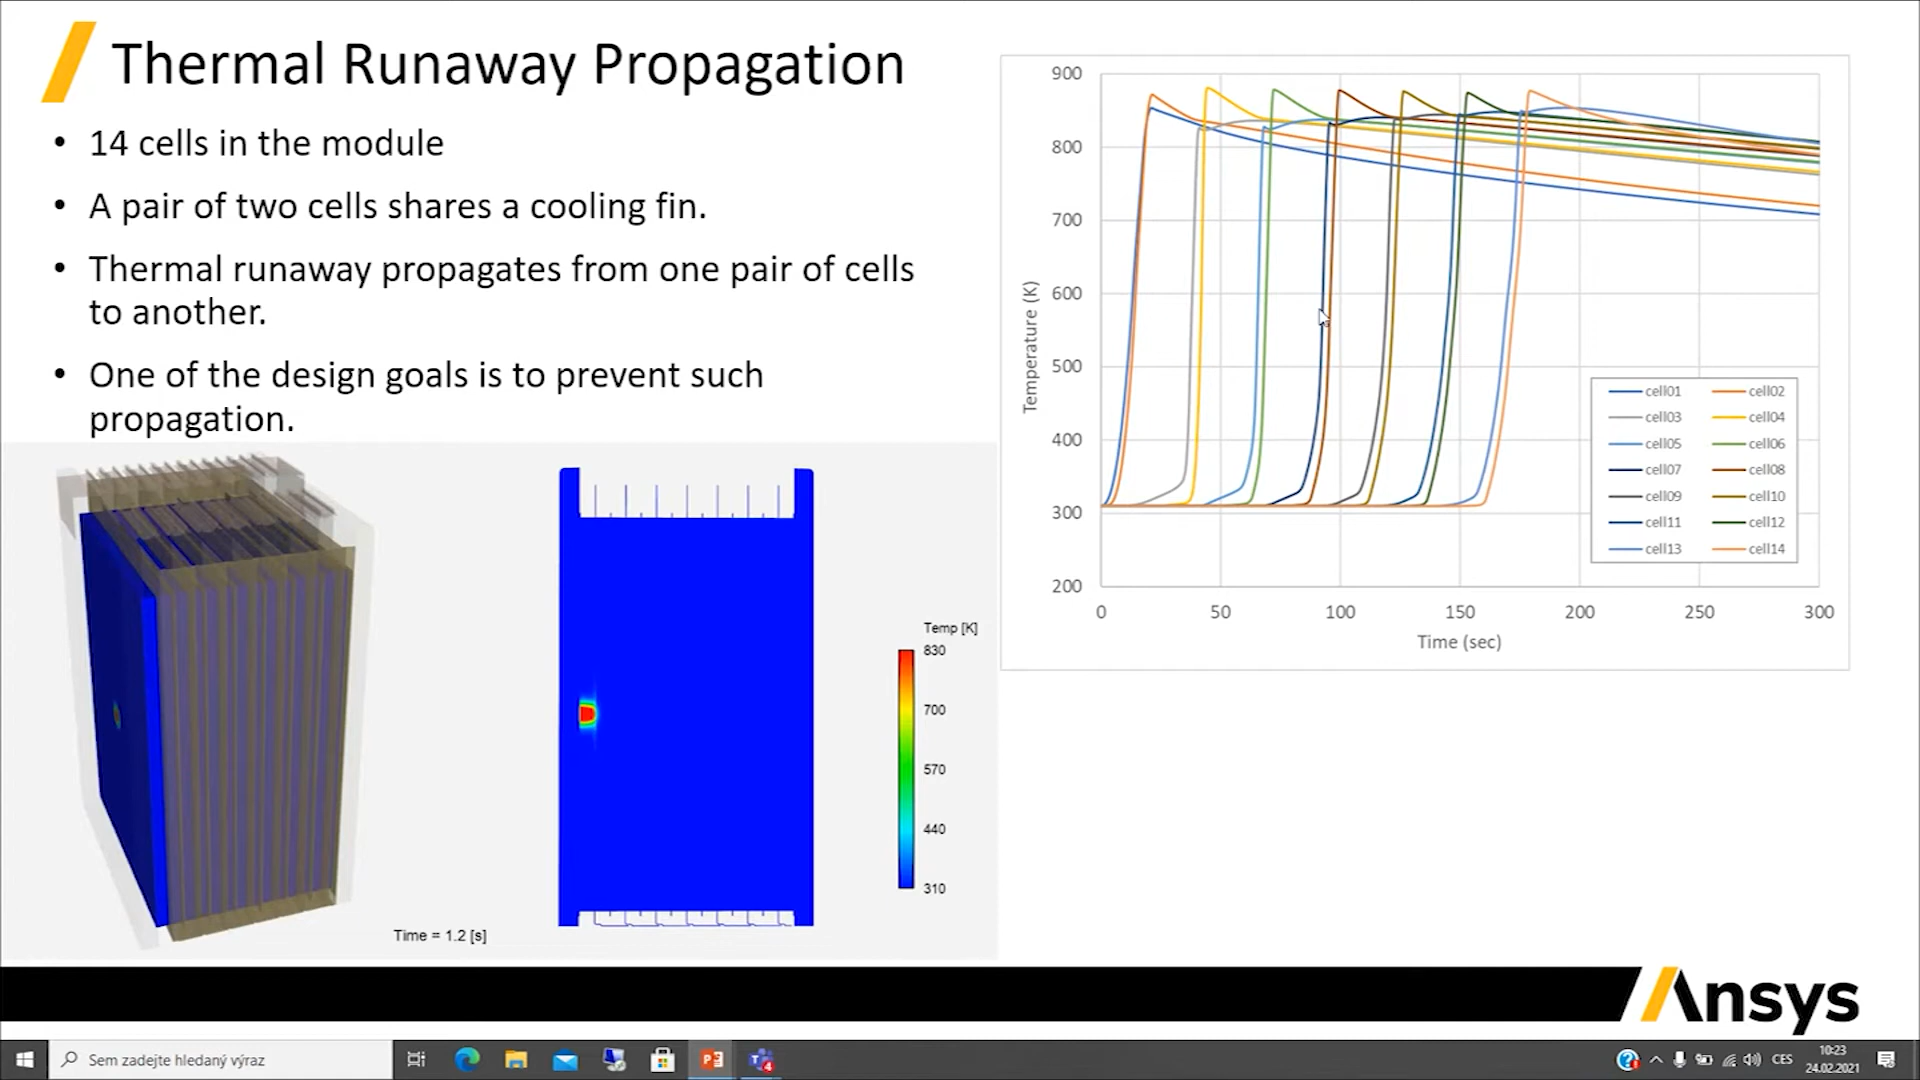 Thermal Runaway Propagation
• 14 cells in the module
• A pair of two cells shares a cooling fin.
• Thermal runaway propagates from one pair of cells
to another.
• One of the design goals is to prevent such
propagation.
900
800
700
600
500
400
300
200
Temperature (K)
0 50 100 150 200 250 300
Time (sec)
cell01 cell02
cell03 cell04
cell05 cell06
cell07 cell08
cell09 cell10
cell11 cell12
cell13 cell14
Temp [K]
830
700
570
440
310
Time = 1.2 [s]
Ansys
Sem zadejte hledaný výraz
4
CES
10:23
24.02.2021